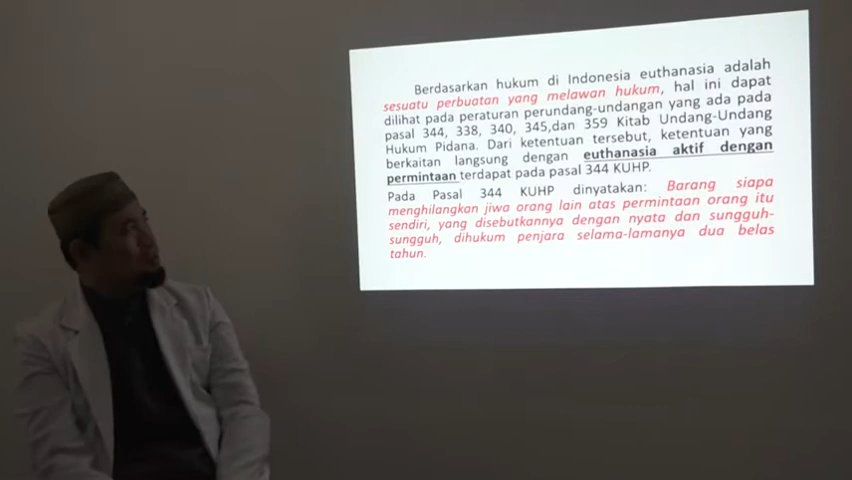 Berdasarkan hukum di Indonesia euthanasia adalah
sesuatu perbuatan yang melawan hukum, hal ini dapat
dilihat pada peraturan perundang-undangan yang ada pada
pasal 344, 338, 340, 345,dan 359 Kitab Undang-Undang
Hukum Pidana. Dari ketentuan tersebut, ketentuan yang
berkaitan langsung dengan euthanasia aktif dengan
permintaan terdapat pada pasal 344 KUHP.
Pada Pasal 344 KUHP dinyatakan: Barang siapa
menghilangkan jiwa orang lain atas permintaan orang itu
sendiri, yang disebutkannya dengan nyata dan sungguh-
sungguh, dihukum penjara selama-lamanya dua belas
tahun.